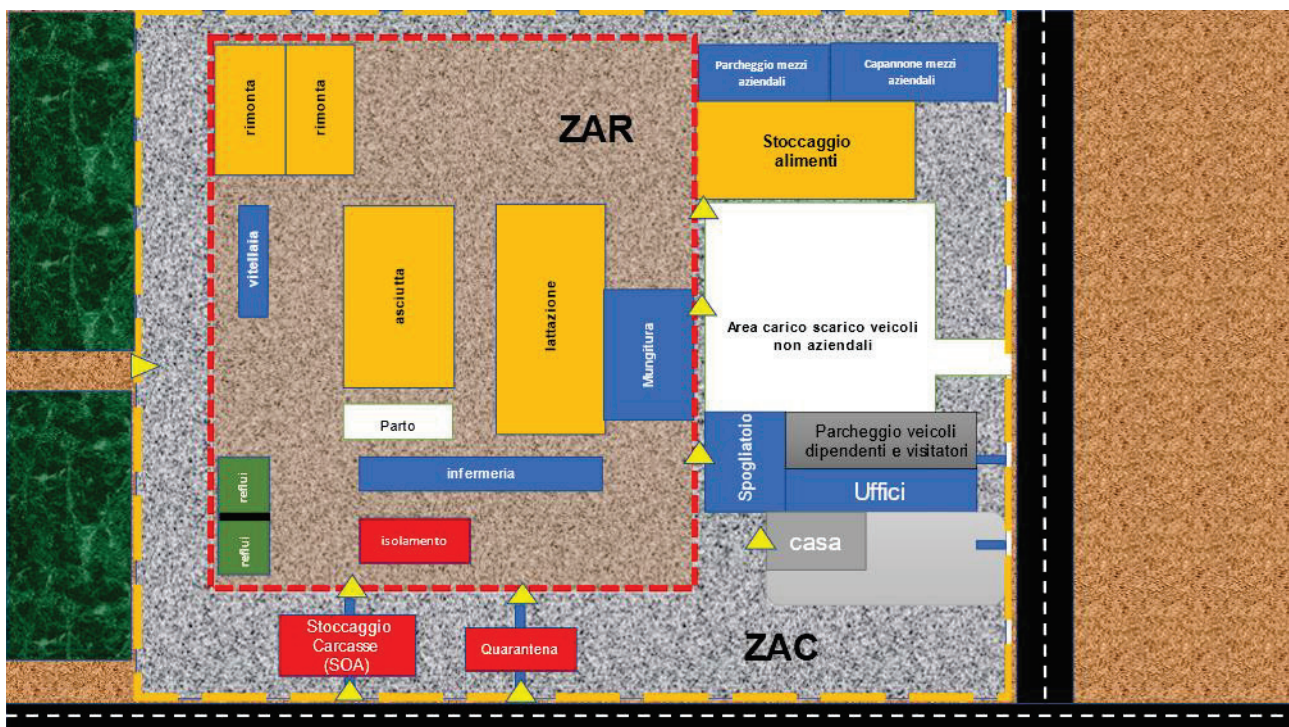 rimonta
rimonta
ZAR
Parcheggio mezzi
aziendali
Capannone mezzi
aziendali
Stoccaggio
alimenti
vitellaia
asciutta
lattazione
Mungitura
Area carico scarico veicoli
non aziendali
Parto
infermeria
Spogliatoio
Parcheggio veicoli
dipendenti e visitatori
Uffici
reflui
reflui
isolamento
casa
Stoccaggio
Carcasse
(SOA)
Quarantena
ZAC